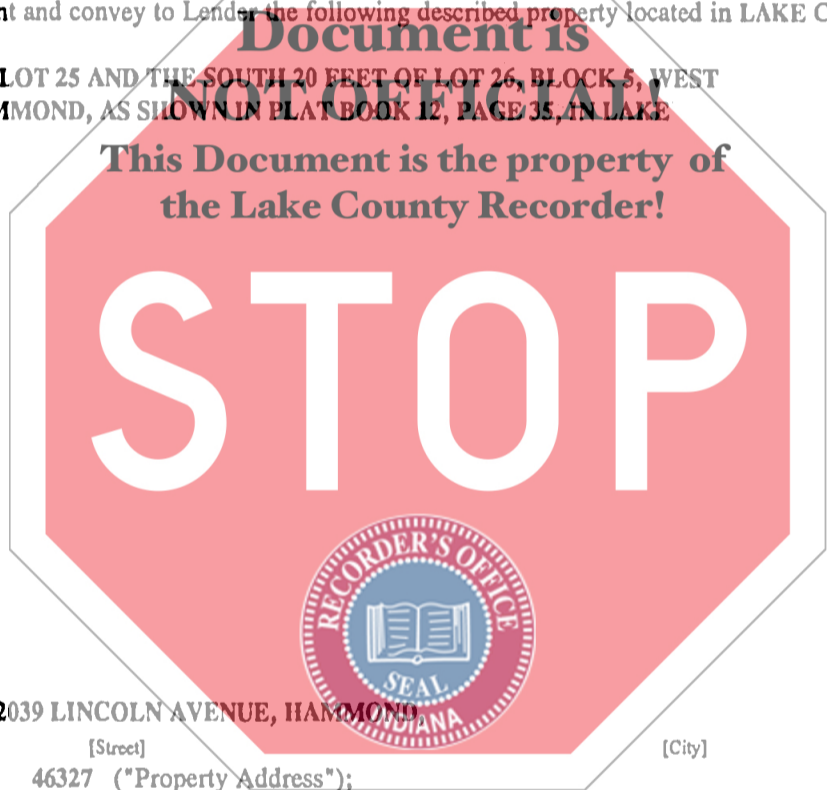 nt and convey to Lender the following described property located in LAKE C
Document is
LOT 25 AND THE SOUTH 20 FEET OF LOT 26, BLOCK 5, WEST
NOT OFFICIAL!
MMOND, AS SHOWN IN PLAT BOOK 12, PAGE 35, IN LAKE
This Document is the property of
the Lake County Recorder!
STOP
RECORDER'S OFFICE
SEAL
INDIANA
2039 LINCOLN AVENUE, HAMMOND,
[Street] [City]
46327 ("Property Address");